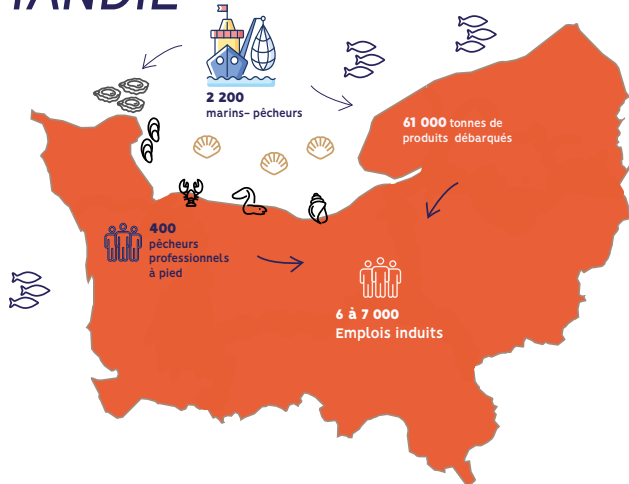 2 200
marins- pêcheurs
61 000 tonnes de
produits débarqués
400
pêcheurs
professionnels
à pied
6 à 7 000
Emplois induits